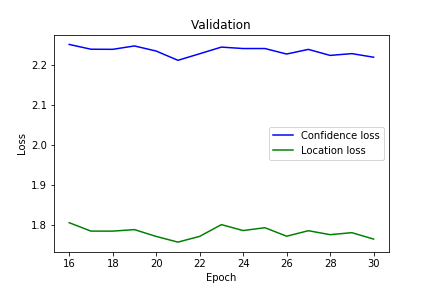 Validation
2.2
2.1
2.0
1.9
1.8
Loss
Confidence loss
Location loss
16 18 20 22 24 26 28 30
Epoch